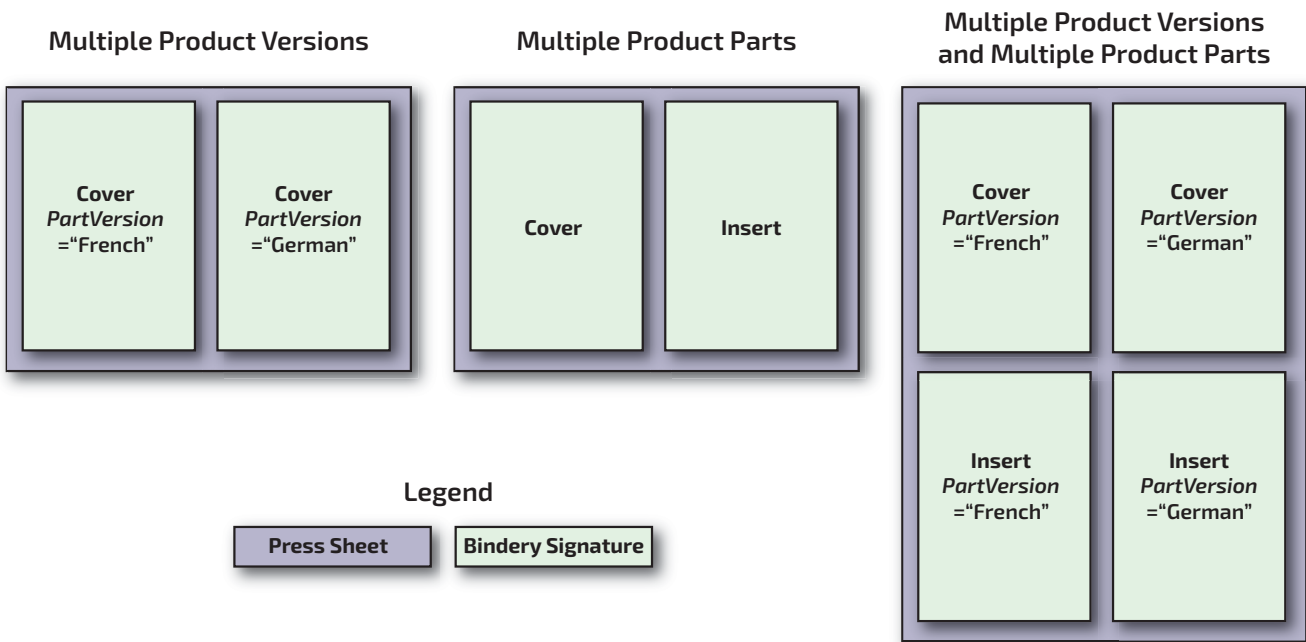 Multiple Product Versions
Cover
PartVersion
=“French”
Cover
PartVersion
=“German”
Multiple Product Parts
Cover
Insert
Multiple Product Versions
and Multiple Product Parts
Cover
PartVersion
=“French”
Cover
PartVersion
=“German”
Insert
PartVersion
=“French”
Insert
PartVersion
=“German”
Legend
Press Sheet
Bindery Signature